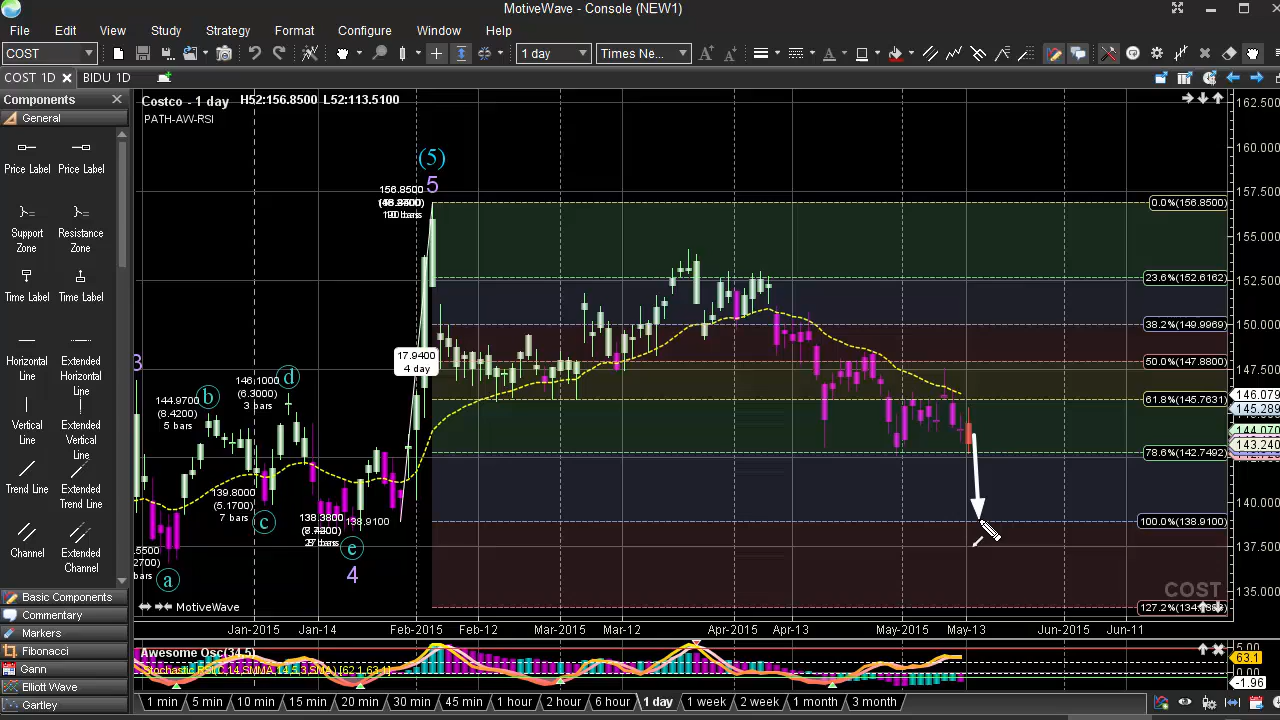 MotiveWave - Console (NEW1)
File Edit View Study Strategy Format Configure Window Help
COST 1 day Times Ne...
COST 1D BIDU 1D
Components
General
Price Label Price Label
Support Zone Resistance Zone
Time Label Time Label
Horizontal Line Extended Horizontal Line
Vertical Line Extended Vertical Line
Trend Line Extended Trend Line
Channel Extended Channel
Basic Components
Commentary
Markers
Fibonacci
Gann
Elliott Wave
Gartley
Costco - 1 day H52:156.8500 L52:113.5100
PATH-AW-RSI
(5)
5
156.8500
17.9400
4 day
146.1000
(6.3000)
3 bars
d
144.9700
(8.4200)
5 bars
b
139.8000
(5.1700)
7 bars
c
138.3800
138.9100
e
4
a
0.0%(156.8500)
23.6%(152.6162)
38.2%(149.9969)
50.0%(147.8800)
61.8%(145.7631)
78.6%(142.7492)
100.0%(138.9100)
162.500
160.000
157.500
155.000
152.500
150.000
147.500
146.079
145.289
144.070
143.240
140.000
137.500
135.000
COST
MotiveWave
Jan-2015 Jan-14 Feb-2015 Feb-12 Mar-2015 Mar-12 Apr-2015 Apr-13 May-2015 May-13 Jun-2015 Jun-11
Awesome Osc(34,5)
5.00
63.1
0.00
-1.96
1 min 5 min 10 min 15 min 20 min 30 min 45 min 1 hour 2 hour 6 hour 1 day 1 week 2 week 1 month 3 month